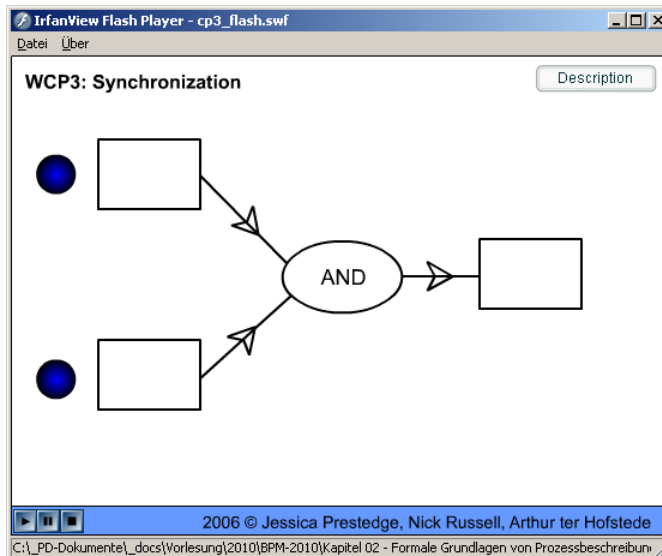 IrfanView Flash Player - cp3_flash.swf
Datei Über
WCP3: Synchronization
Description
AND
2006 © Jessica Prestedge, Nick Russell, Arthur ter Hofstede
C:\_PD-Dokumente\_docs\Vorlesung\2010\BPM-2010\Kapitel 02 - Formale Grundlagen von Prozessbeschreibun